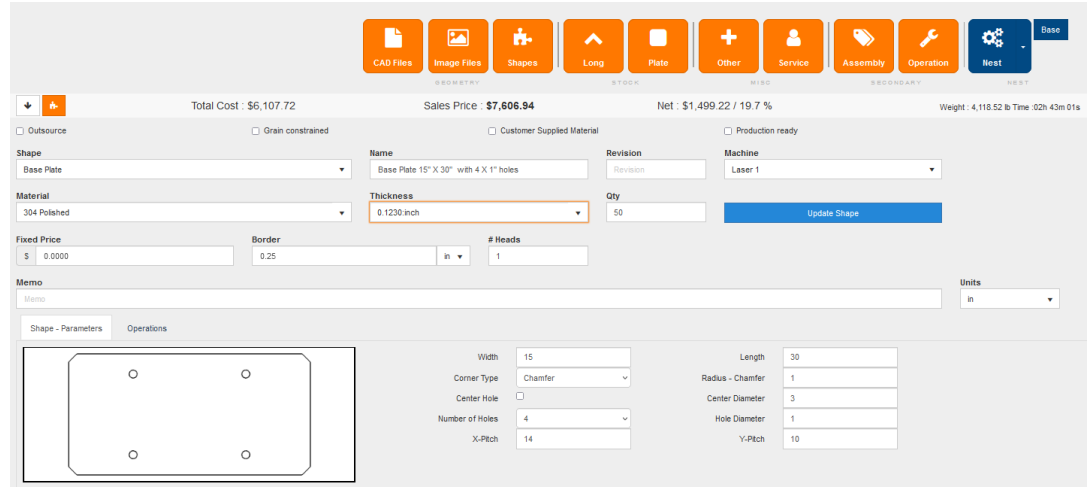 Base
CAD Files Image Files Shapes Long Plate Other Service Assembly Operation Nest
GEOMETRY STOCK MISC SECONDARY NEST
Total Cost : $6,107.72 Sales Price : $7,606.94 Net : $1,499.22 / 19.7 % Weight : 4,118.52 lb Time :02h 43m 01s
Outsource Grain constrained Customer Supplied Material Production ready
Shape Name Revision Machine
Base Plate Base Plate 15" X 30" with 4 X 1" holes Revision Laser 1
Material Thickness Qty
304 Polished 0.1230:inch 50 Update Shape
Fixed Price Border # Heads
$ 0.0000 0.25 in 1
Memo Units
Memo in
Shape - Parameters Operations
Width 15 Length 30
Corner Type Chamfer Radius - Chamfer 1
Center Hole Center Diameter 3
Number of Holes 4 Hole Diameter 1
X-Pitch 14 Y-Pitch 10